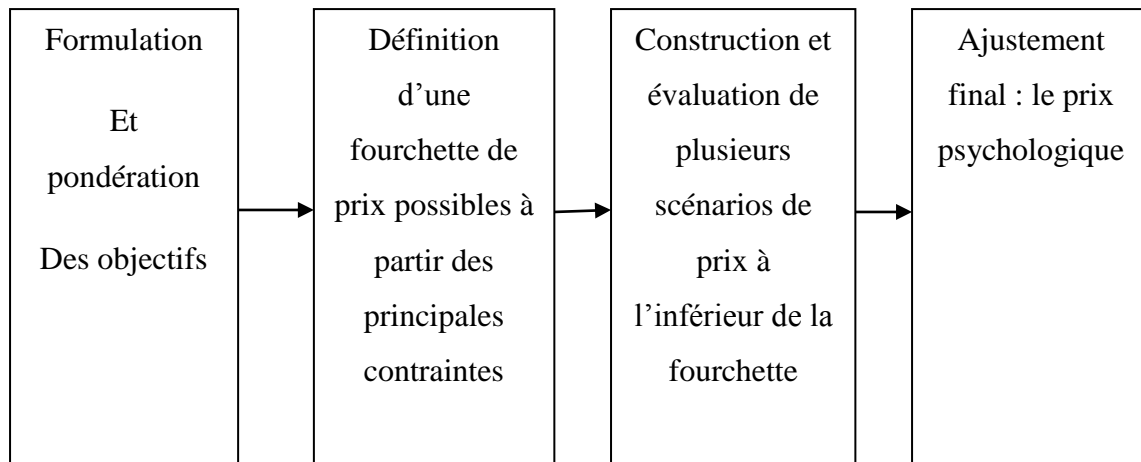 Formulation
Et
pondération
Des objectifs
Définition
d’une
fourchette de
prix possibles à
partir des
principales
contraintes
Construction et
évaluation de
plusieurs
scénarios de
prix à
l’inférieur de la
fourchette
Ajustement
final : le prix
psychologique